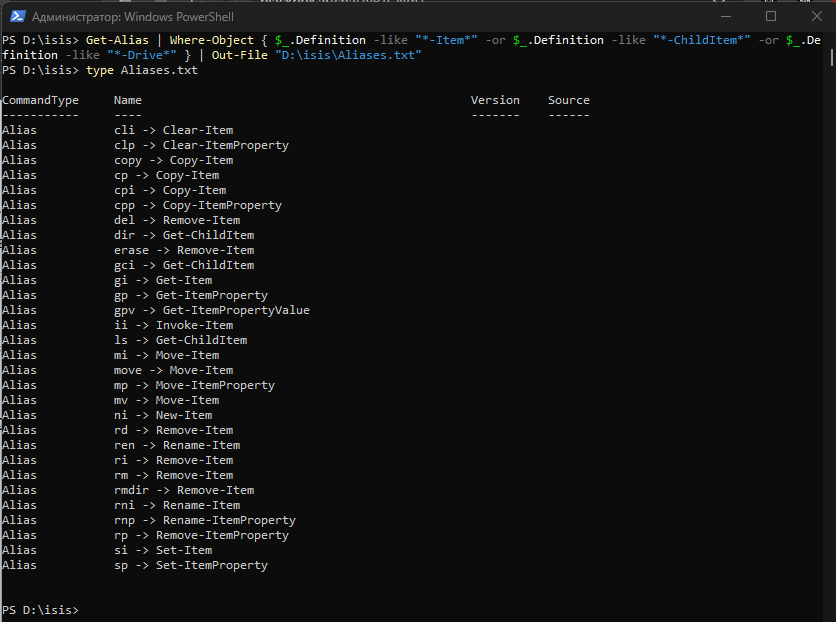 Администратор: Windows PowerShell
PS D:\isis> Get-Alias | Where-Object { $_.Definition -like "*-Item*" -or $_.Definition -like "*-ChildItem*" -or $_.De
finition -like "*-Drive*" } | Out-File "D:\isis\Aliases.txt"
PS D:\isis> type Aliases.txt
CommandType Name Version Source
----------- ---- ------- ------
Alias cli -> Clear-Item
Alias clp -> Clear-ItemProperty
Alias copy -> Copy-Item
Alias cp -> Copy-Item
Alias cpi -> Copy-Item
Alias cpp -> Copy-ItemProperty
Alias del -> Remove-Item
Alias dir -> Get-ChildItem
Alias erase -> Remove-Item
Alias gci -> Get-ChildItem
Alias gi -> Get-Item
Alias gp -> Get-ItemProperty
Alias gpv -> Get-ItemPropertyValue
Alias ii -> Invoke-Item
Alias ls -> Get-ChildItem
Alias mi -> Move-Item
Alias move -> Move-Item
Alias mp -> Move-ItemProperty
Alias mv -> Move-Item
Alias ni -> New-Item
Alias rd -> Remove-Item
Alias ren -> Rename-Item
Alias ri -> Remove-Item
Alias rm -> Remove-Item
Alias rmdir -> Remove-Item
Alias rni -> Rename-Item
Alias rnp -> Rename-ItemProperty
Alias rp -> Remove-ItemProperty
Alias si -> Set-Item
Alias sp -> Set-ItemProperty
PS D:\isis>